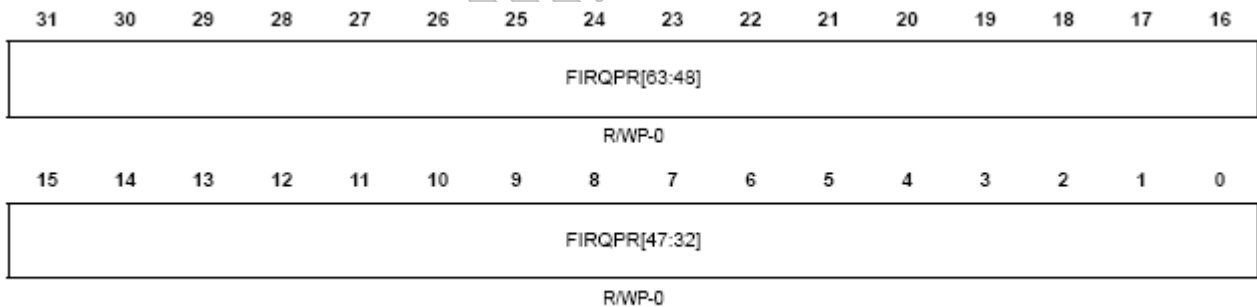 31 30 29 28 27 26 25 24 23 22 21 20 19 18 17 16
FIRQPR[63:48]
R/WP-0
15 14 13 12 11 10 9 8 7 6 5 4 3 2 1 0
FIRQPR[47:32]
R/WP-0